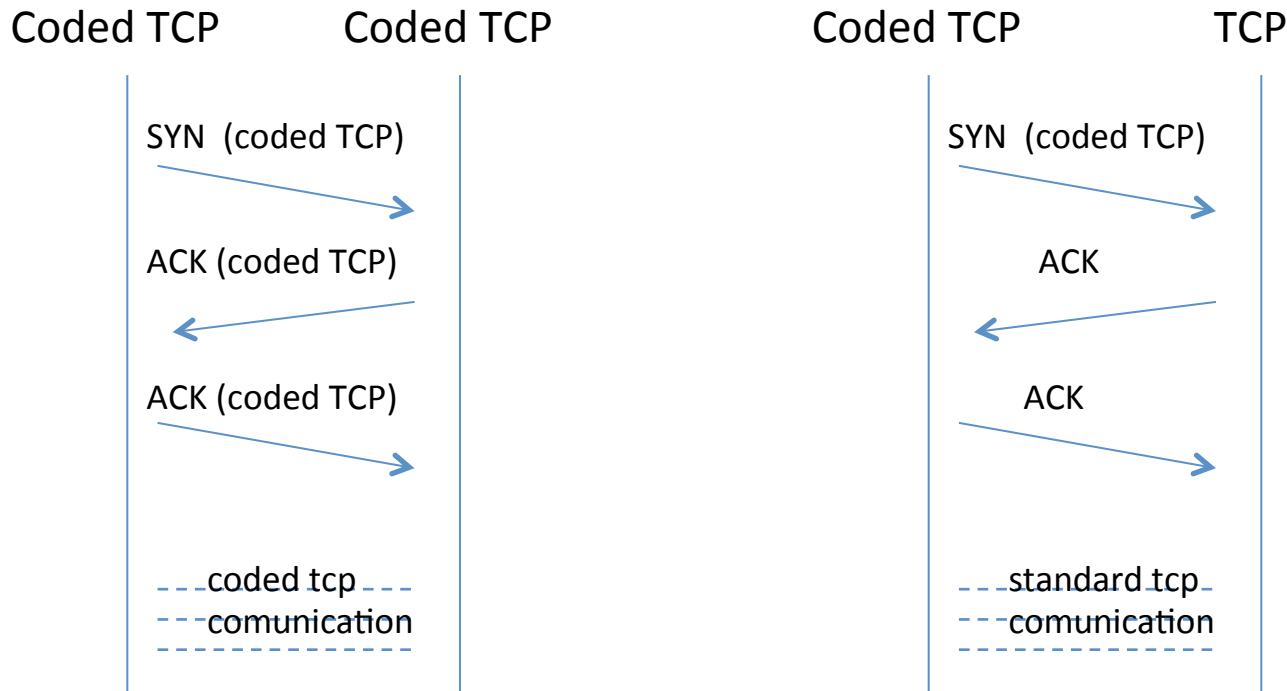 Coded TCP
Coded TCP
SYN (coded TCP)
ACK (coded TCP)
ACK (coded TCP)
coded tcp
comunication
Coded TCP
TCP
SYN (coded TCP)
ACK
ACK
standard tcp
comunication